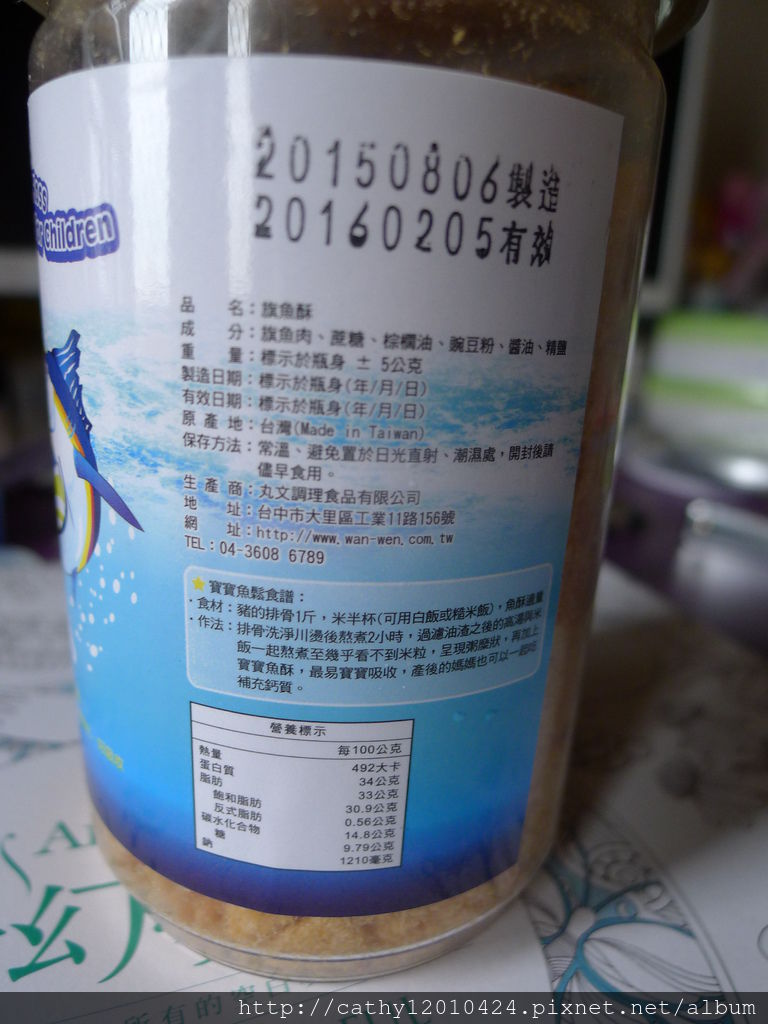 for Children
20150806製造
20160205有效
品 名：旗魚酥
成 分：旗魚肉、蔗糖、棕櫚油、豌豆粉、醬油、精鹽
重 量：標示於瓶身 ± 5公克
製造日期：標示於瓶身(年/月/日)
有效日期：標示於瓶身(年/月/日)
原 產 地：台灣(Made in Taiwan)
保存方法：常溫、避免置於日光直射、潮濕處，開封後請
儘早食用。
生 產 商：丸文調理食品有限公司
地 址：台中市大里區工業11路156號
網 址：http://www.wan-wen.com.tw
TEL：04-3608 6789
寶寶魚鬆食譜：
．食材：豬的排骨1斤，米半杯(可用白飯或糙米飯)，魚酥適量
．作法：排骨洗淨川燙後熬煮2小時，過濾油渣之後的高湯與米
飯一起熬煮至幾乎看不到米粒，呈現粥糜狀，再加上
寶寶魚酥，最易寶寶吸收，產後的媽媽也可以一起吃
補充鈣質。
營養標示
每100公克
熱量 492大卡
蛋白質 34公克
脂肪 33公克
飽和脂肪 30.9公克
反式脂肪 0.56公克
碳水化合物 14.8公克
糖 9.79公克
鈉 1210毫克
所有的
http://cathy12010424.pixnet.net/album